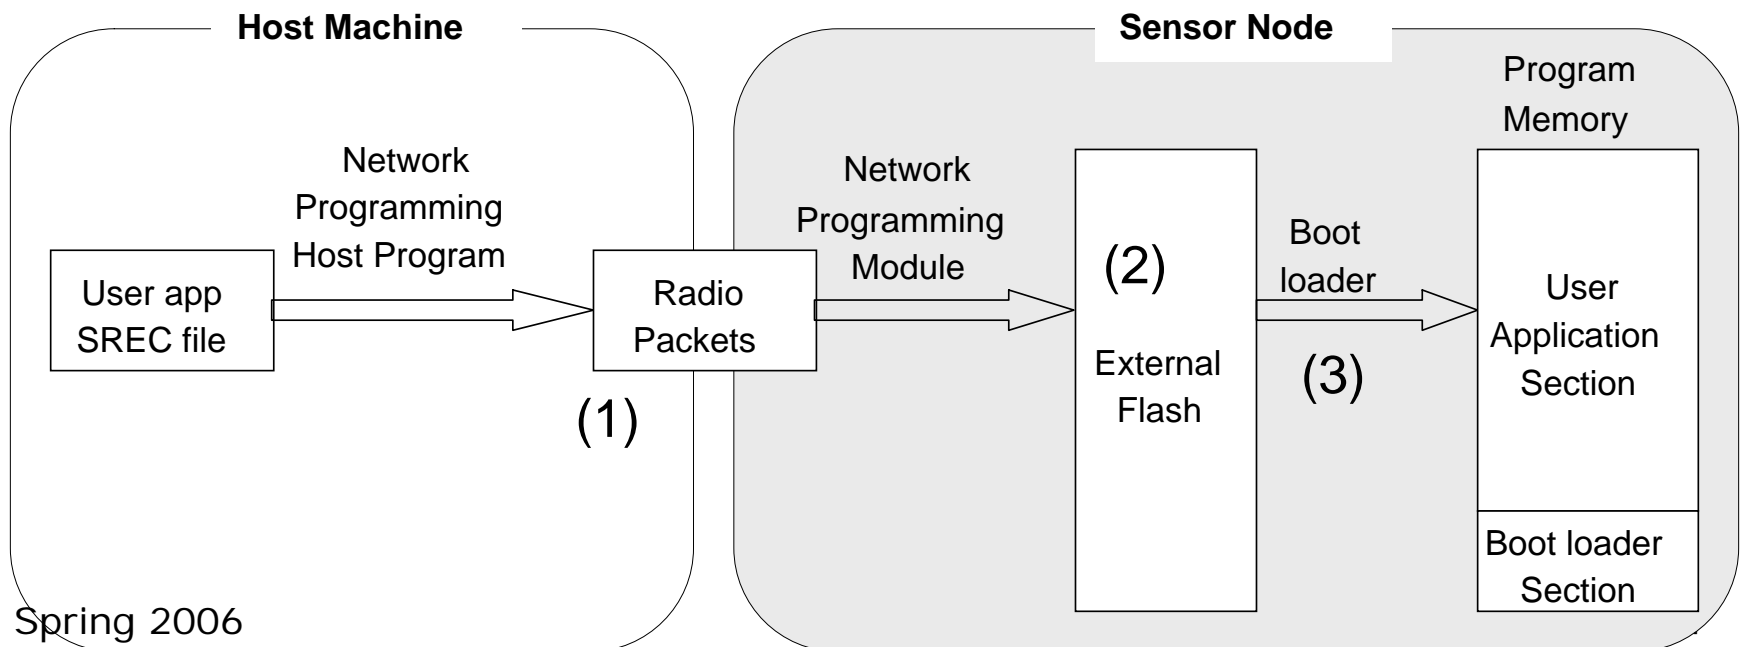 Host Machine
Sensor Node
Network
Programming
Host Program
User app
SREC file
Radio
Packets
(1)
Network
Programming
Module
(2)
External
Flash
Boot
loader
(3)
Program
Memory
User
Application
Section
Boot loader
Section
Spring 2006